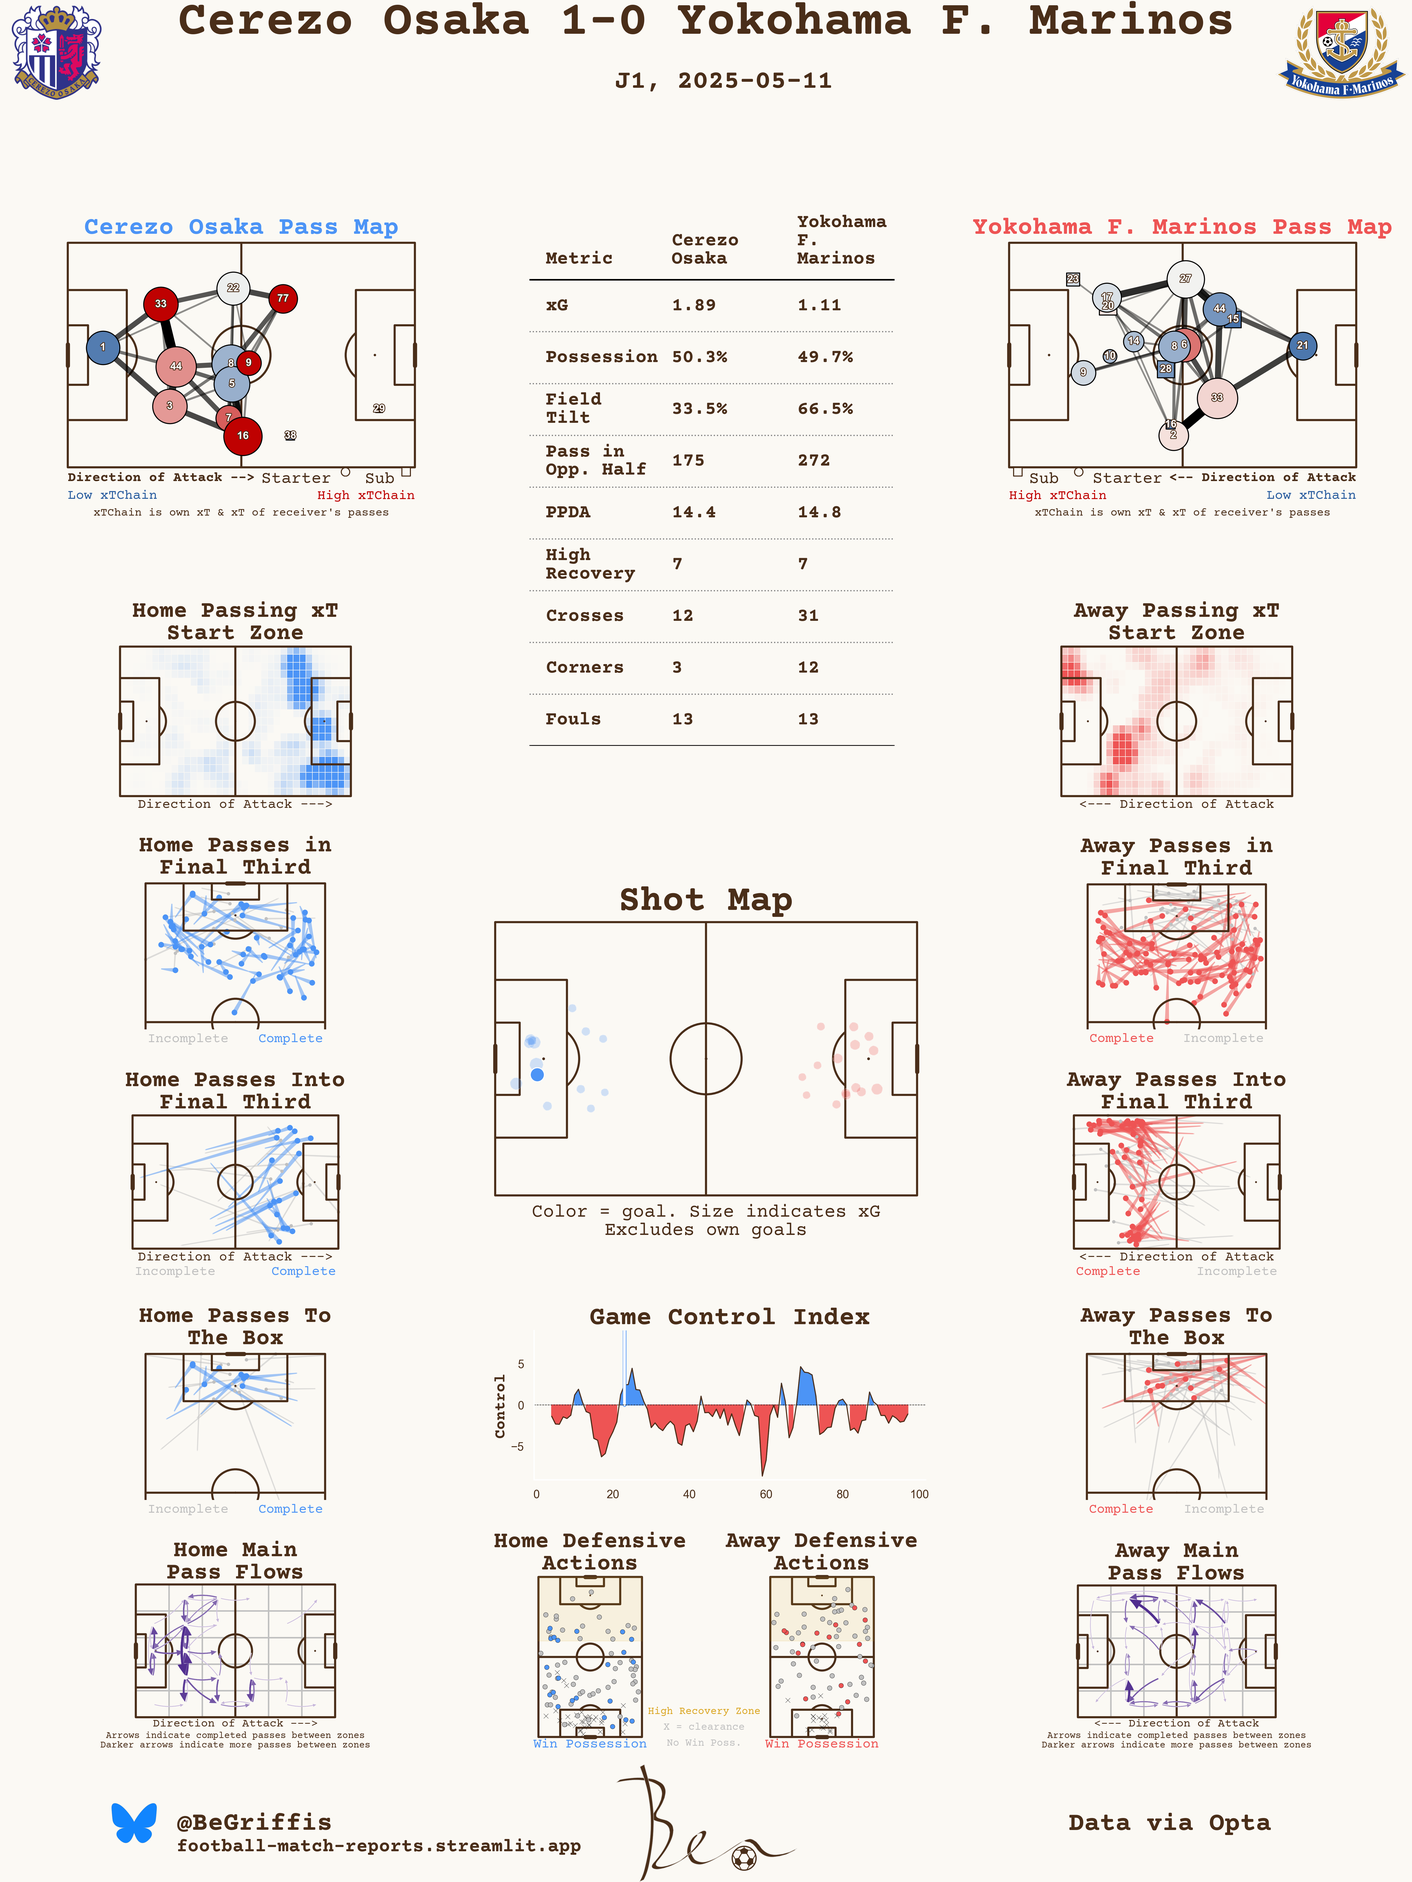 Cerezo Osaka 1-0 Yokohama F. Marinos
J1, 2025-05-11
CEREZO OSAKA
Yokohama F·Marinos
Cerezo Osaka Pass Map
33
22
77
1
44
8
9
5
3
7
16
38
29
Direction of Attack --> Starter Sub
Low xTChain High xTChain
xTChain is own xT & xT of receiver's passes
Metric Cerezo Osaka Yokohama F. Marinos
xG 1.89 1.11
Possession 50.3% 49.7%
Field Tilt 33.5% 66.5%
Pass in Opp. Half 175 272
PPDA 14.4 14.8
High Recovery 7 7
Crosses 12 31
Corners 3 12
Fouls 13 13
Yokohama F. Marinos Pass Map
23
17
20
27
44
15
14
10
8
6
21
9
28
33
16
2
Sub Starter <-- Direction of Attack
High xTChain Low xTChain
xTChain is own xT & xT of receiver's passes
Home Passing xT
Start Zone
Direction of Attack --->
Away Passing xT
Start Zone
<--- Direction of Attack
Home Passes in
Final Third
Incomplete Complete
Away Passes in
Final Third
Complete Incomplete
Shot Map
Color = goal. Size indicates xG
Excludes own goals
Home Passes Into
Final Third
Direction of Attack --->
Incomplete Complete
Away Passes Into
Final Third
<--- Direction of Attack
Complete Incomplete
Home Passes To
The Box
Incomplete Complete
Game Control Index
Control
5
0
−5
0 20 40 60 80 100
Away Passes To
The Box
Complete Incomplete
Home Main
Pass Flows
Direction of Attack --->
Arrows indicate completed passes between zones
Darker arrows indicate more passes between zones
Home Defensive
Actions
Win Possession
Away Defensive
Actions
Win Possession
High Recovery Zone
X = clearance
No Win Poss.
Away Main
Pass Flows
<--- Direction of Attack
Arrows indicate completed passes between zones
Darker arrows indicate more passes between zones
@BeGriffis
football-match-reports.streamlit.app
Ben
Data via Opta